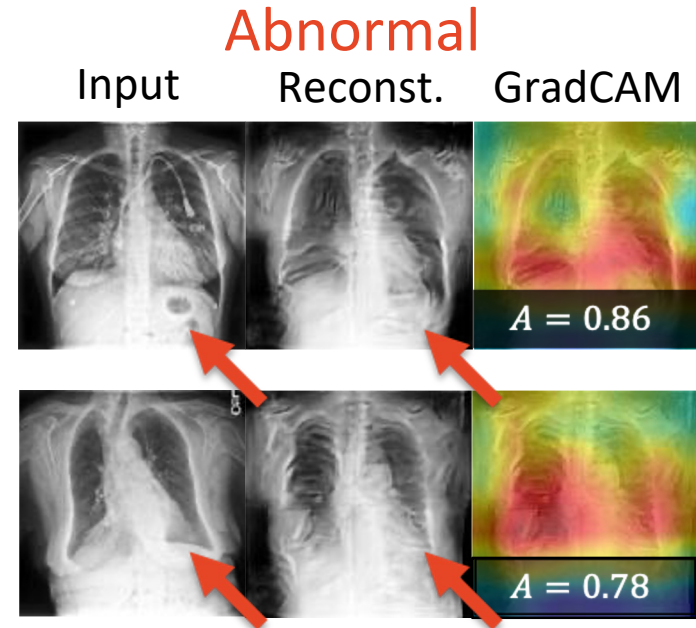 Abnormal
Input Reconst. GradCAM
A = 0.86
A = 0.78